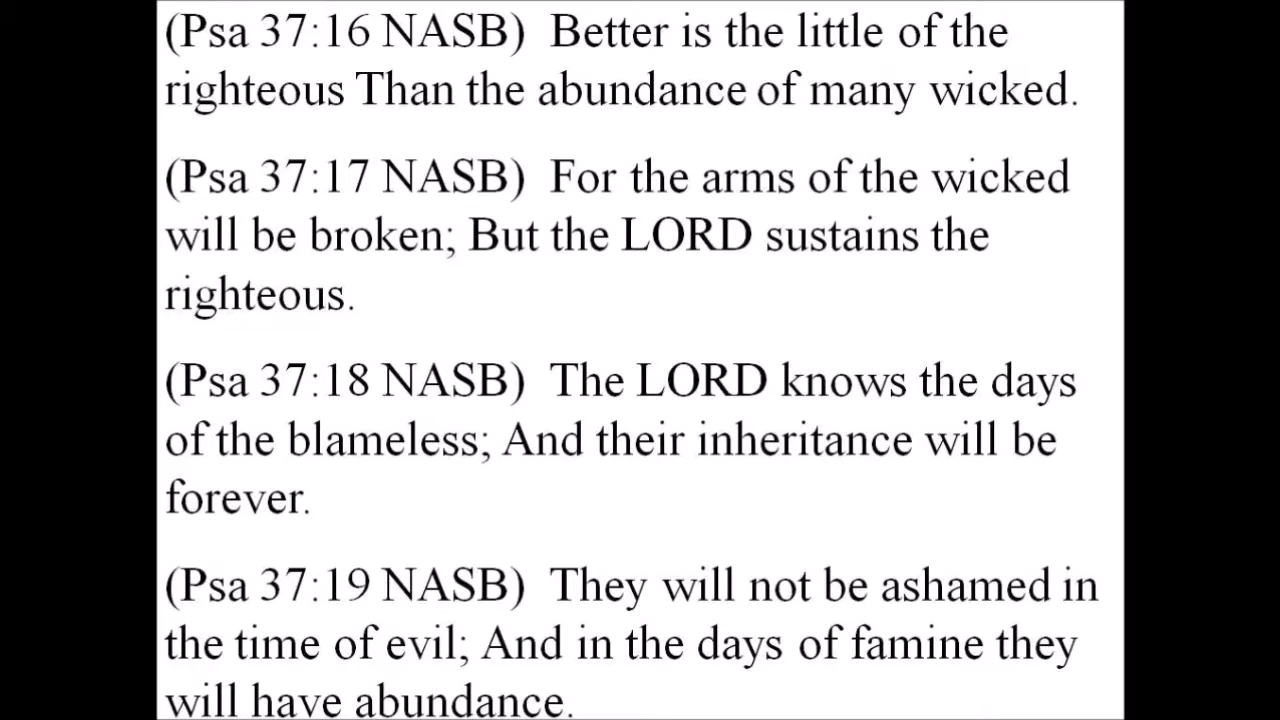 (Psa 37:16 NASB)  Better is the little of the
righteous Than the abundance of many wicked.
(Psa 37:17 NASB)  For the arms of the wicked
will be broken; But the LORD sustains the
righteous.
(Psa 37:18 NASB)  The LORD knows the days
of the blameless; And their inheritance will be
forever.
(Psa 37:19 NASB)  They will not be ashamed in
the time of evil; And in the days of famine they
will have abundance.